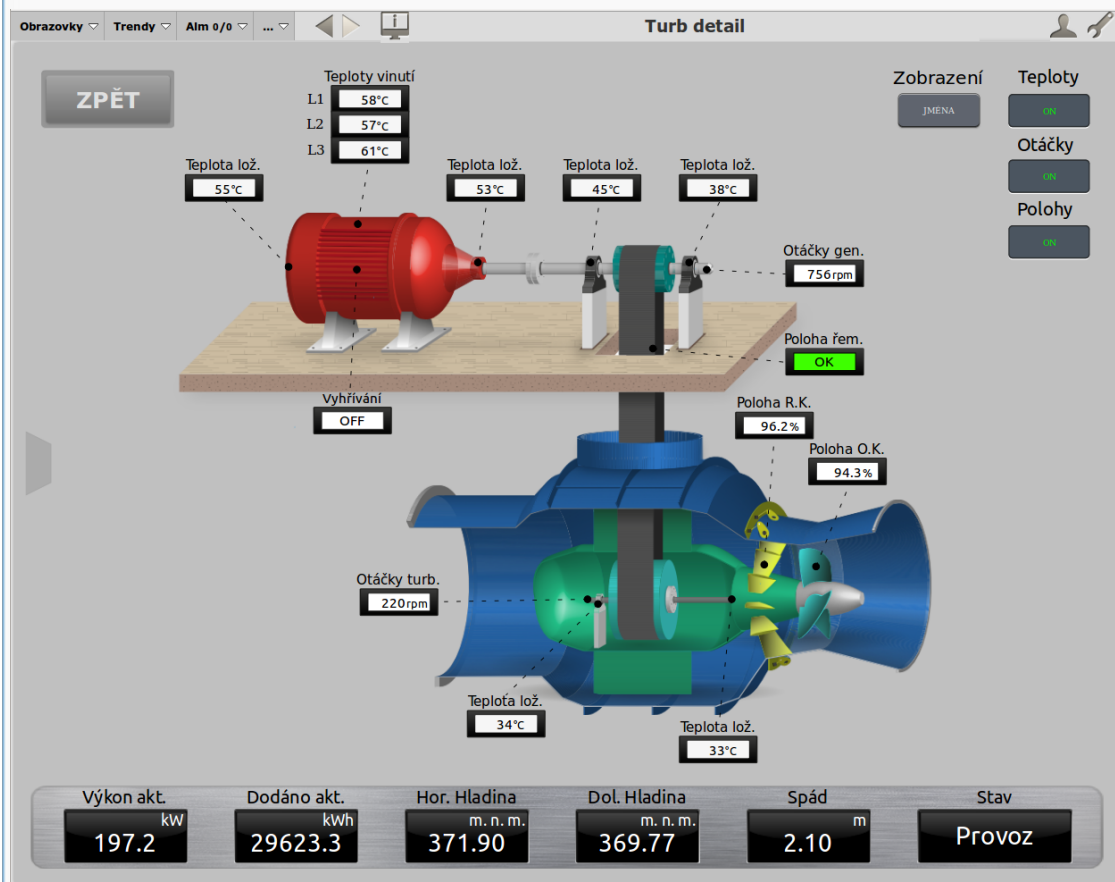 Obrazovky Trendy Alm 0/0 ... i Turb detail
ZPĚT
Teploty vinutí
L1 58°C
L2 57°C
L3 61°C
Zobrazení
JMÉNA
Teploty
ON
Otáčky
ON
Polohy
ON
Teplota lož.
55°C
Teplota lož.
53°C
Teplota lož.
45°C
Teplota lož.
38°C
Otáčky gen.
756rpm
Poloha řem.
OK
Vyhřívání
OFF
Poloha R.K.
96.2%
Poloha O.K.
94.3%
Otáčky turb.
220rpm
Teplota lož.
34°C
Teplota lož.
33°C
Výkon akt.
kW
197.2
Dodáno akt.
kWh
29623.3
Hor. Hladina
m. n. m.
371.90
Dol. Hladina
m. n. m.
369.77
Spád
m
2.10
Stav
Provoz